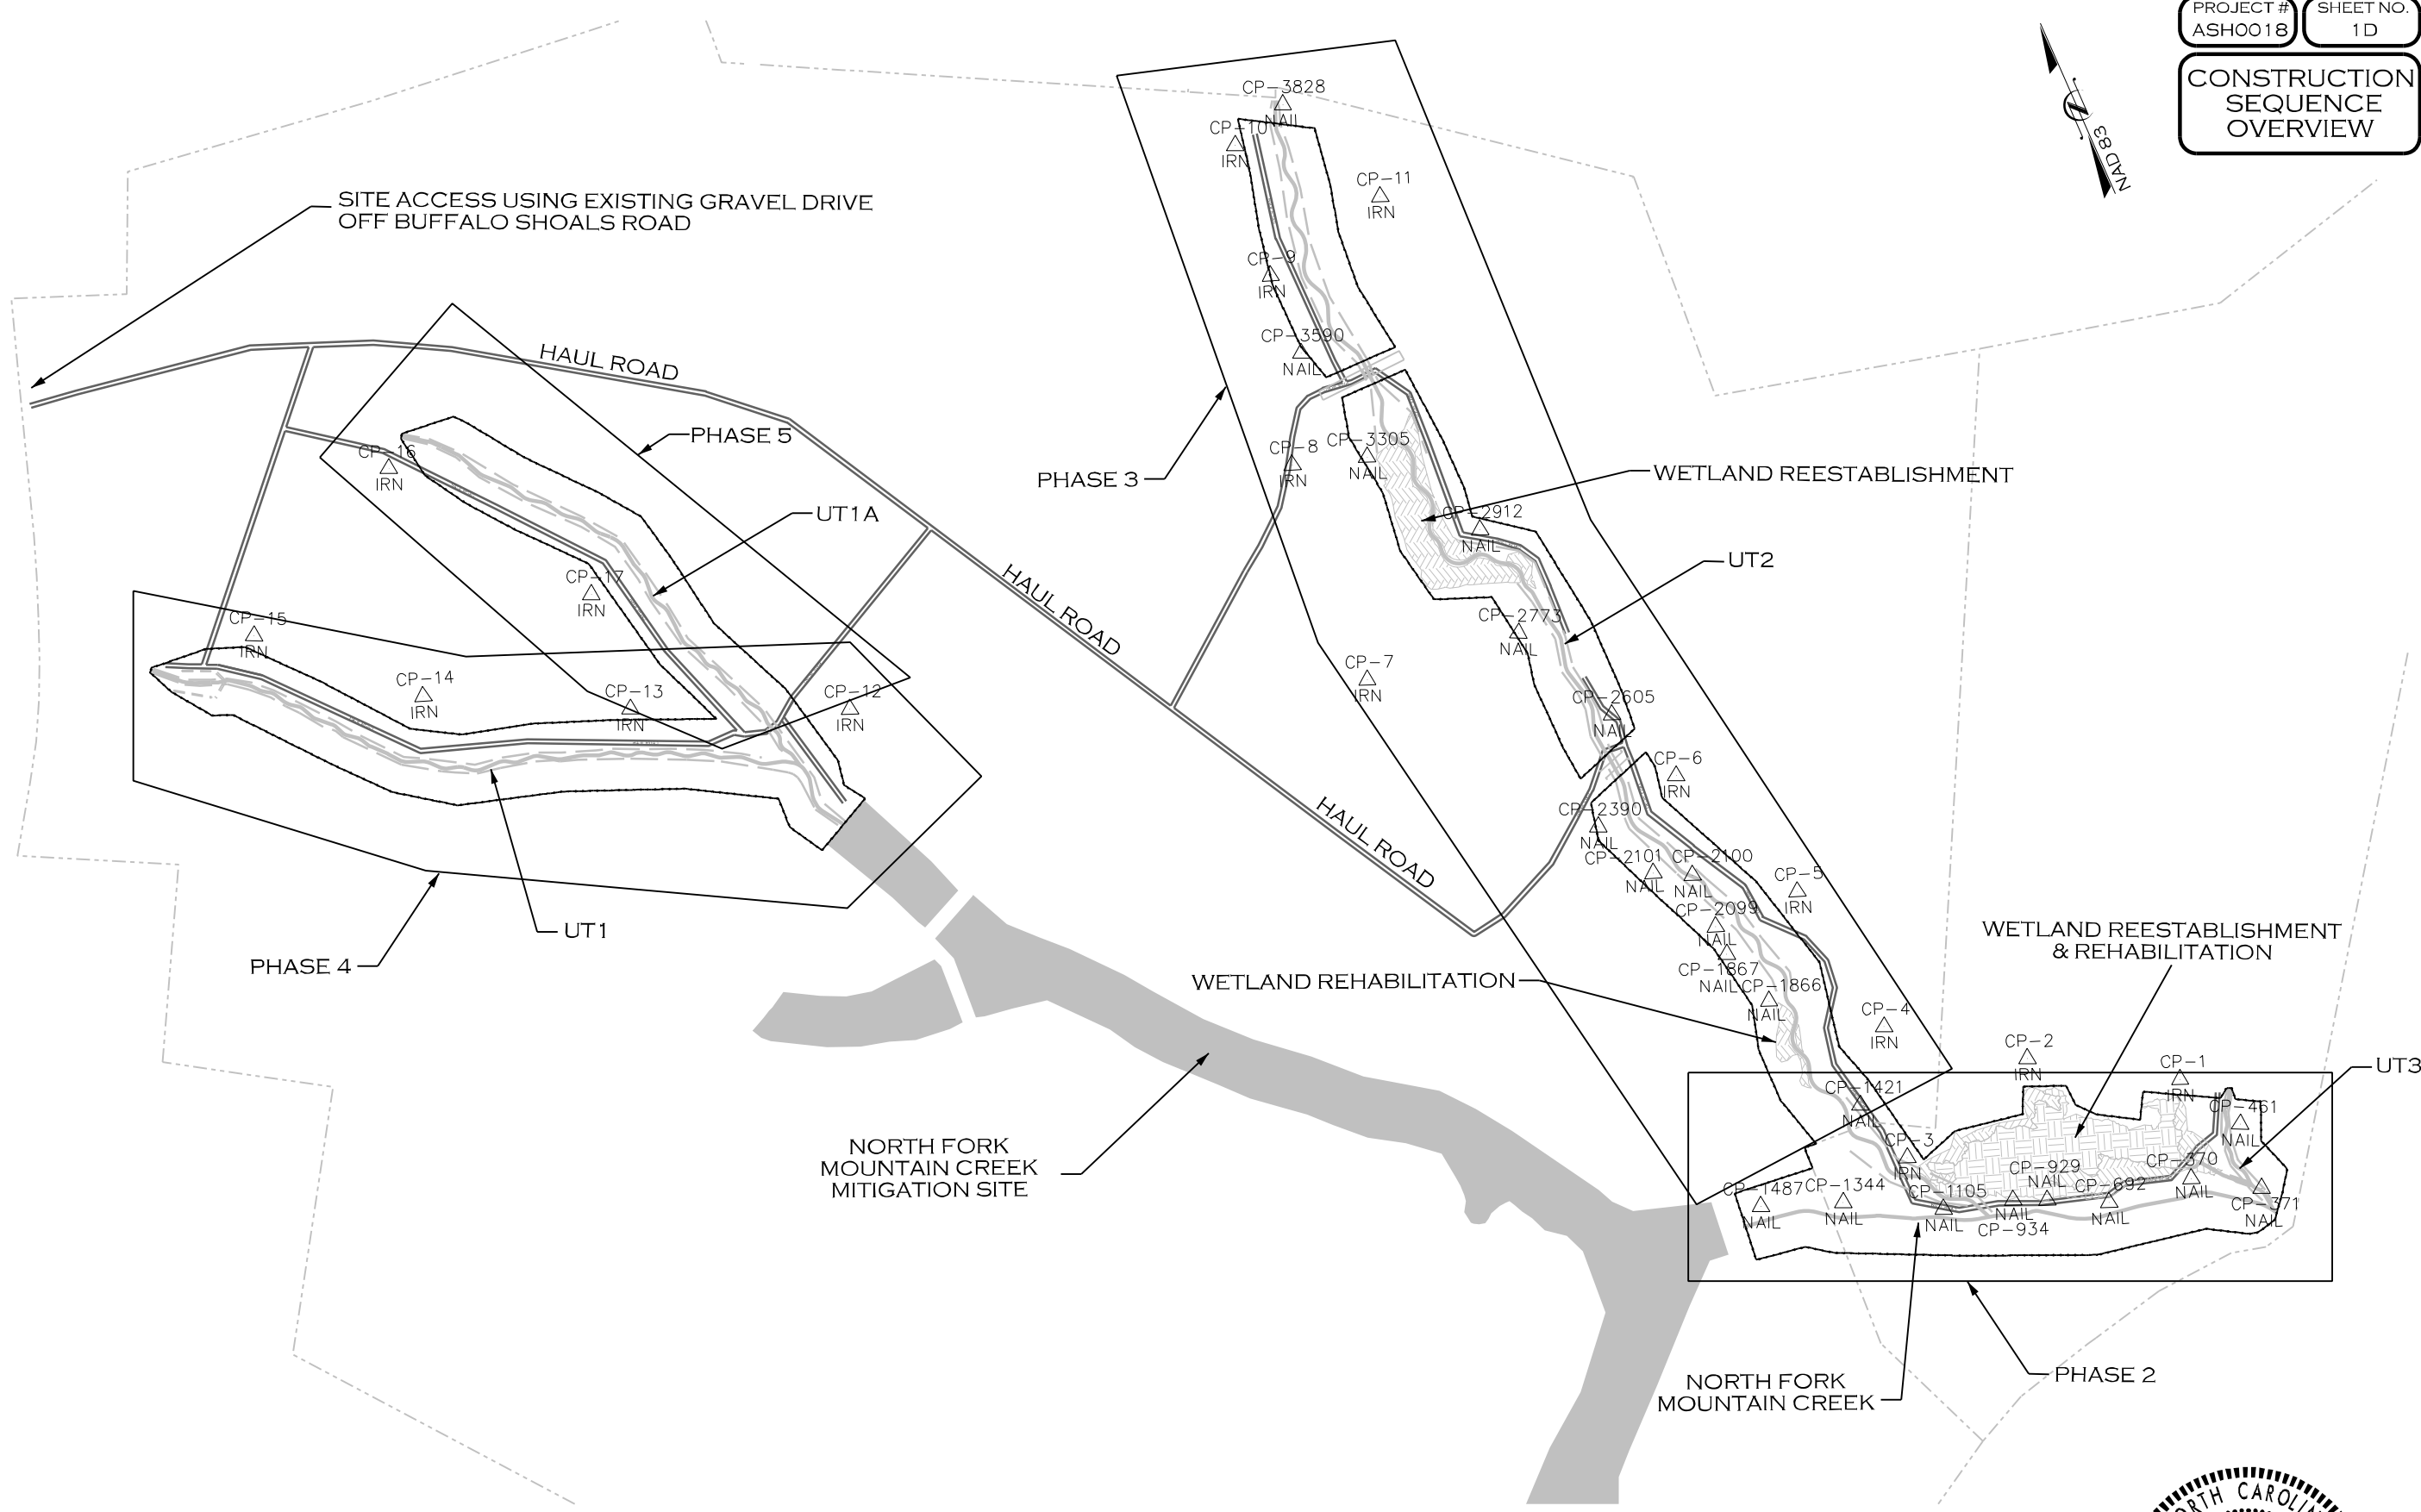 PROJECT #
ASH0018
SHEET NO.
1D
CONSTRUCTION
SEQUENCE
OVERVIEW
NAD 83
SITE ACCESS USING EXISTING GRAVEL DRIVE
OFF BUFFALO SHOALS ROAD
HAUL ROAD
HAUL ROAD
HAUL ROAD
PHASE 5
UT1A
CP-16
IRN
CP-17
IRN
CP-15
IRN
CP-14
IRN
CP-13
IRN
CP-12
IRN
UT1
PHASE 4
CP-3828
NAIL
CP-10
IRN
CP-11
IRN
CP-9
IRN
CP-3590
NAIL
CP-8
IRN
CP-3305
NAIL
PHASE 3
WETLAND REESTABLISHMENT
CP-2912
NAIL
UT2
CP-2773
NAIL
CP-7
IRN
CP-2605
NAIL
CP-6
IRN
CP-2390
NAIL
CP-2101
NAIL
CP-2100
NAIL
CP-5
IRN
CP-2099
NAIL
CP-1867
NAIL
CP-1866
NAIL
WETLAND REHABILITATION
CP-4
IRN
WETLAND REESTABLISHMENT
& REHABILITATION
CP-2
IRN
CP-1
IRN
UT3
CP-1421
NAIL
CP-461
NAIL
CP-3
IRN
CP-929
NAIL
CP-370
NAIL
CP-1487
NAIL
CP-1344
NAIL
CP-1105
NAIL
NAIL
CP-934
CP-692
NAIL
CP-371
NAIL
NORTH FORK
MOUNTAIN CREEK
MITIGATION SITE
NORTH FORK
MOUNTAIN CREEK
PHASE 2
NORTH CAROLIN